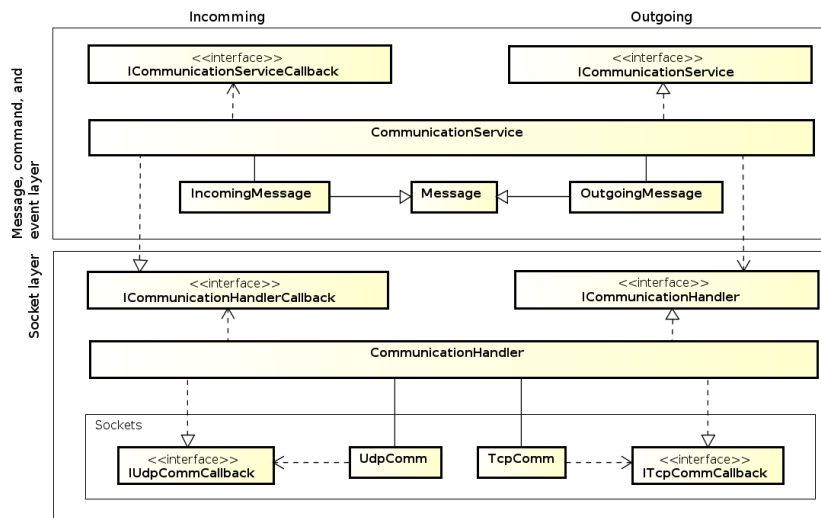 Incomming
Outgoing
Message, command, and
event layer
<<interface>>
ICommunicationServiceCallback
<<interface>>
ICommunicationService
CommunicationService
IncomingMessage
Message
OutgoingMessage
Socket layer
<<interface>>
ICommunicationHandlerCallback
<<interface>>
ICommunicationHandler
CommunicationHandler
Sockets
<<interface>>
IUdpCommCallback
UdpComm
TcpComm
<<interface>>
ITcpCommCallback